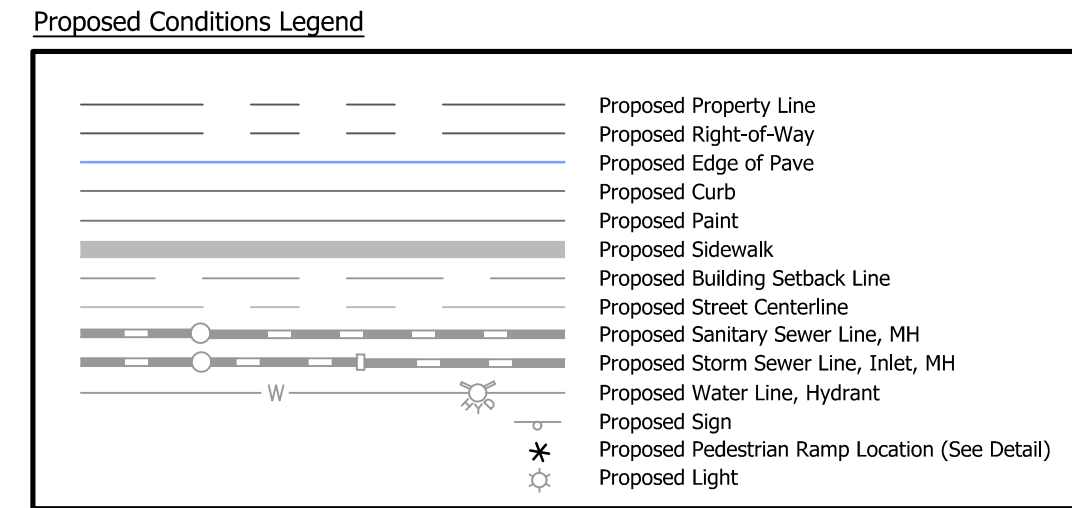 Proposed Conditions Legend
Proposed Property Line
Proposed Right-of-Way
Proposed Edge of Pave
Proposed Curb
Proposed Paint
Proposed Sidewalk
Proposed Building Setback Line
Proposed Street Centerline
Proposed Sanitary Sewer Line, MH
Proposed Storm Sewer Line, Inlet, MH
W HYD Proposed Water Line, Hydrant
Proposed Sign
Proposed Pedestrian Ramp Location (See Detail)
Proposed Light